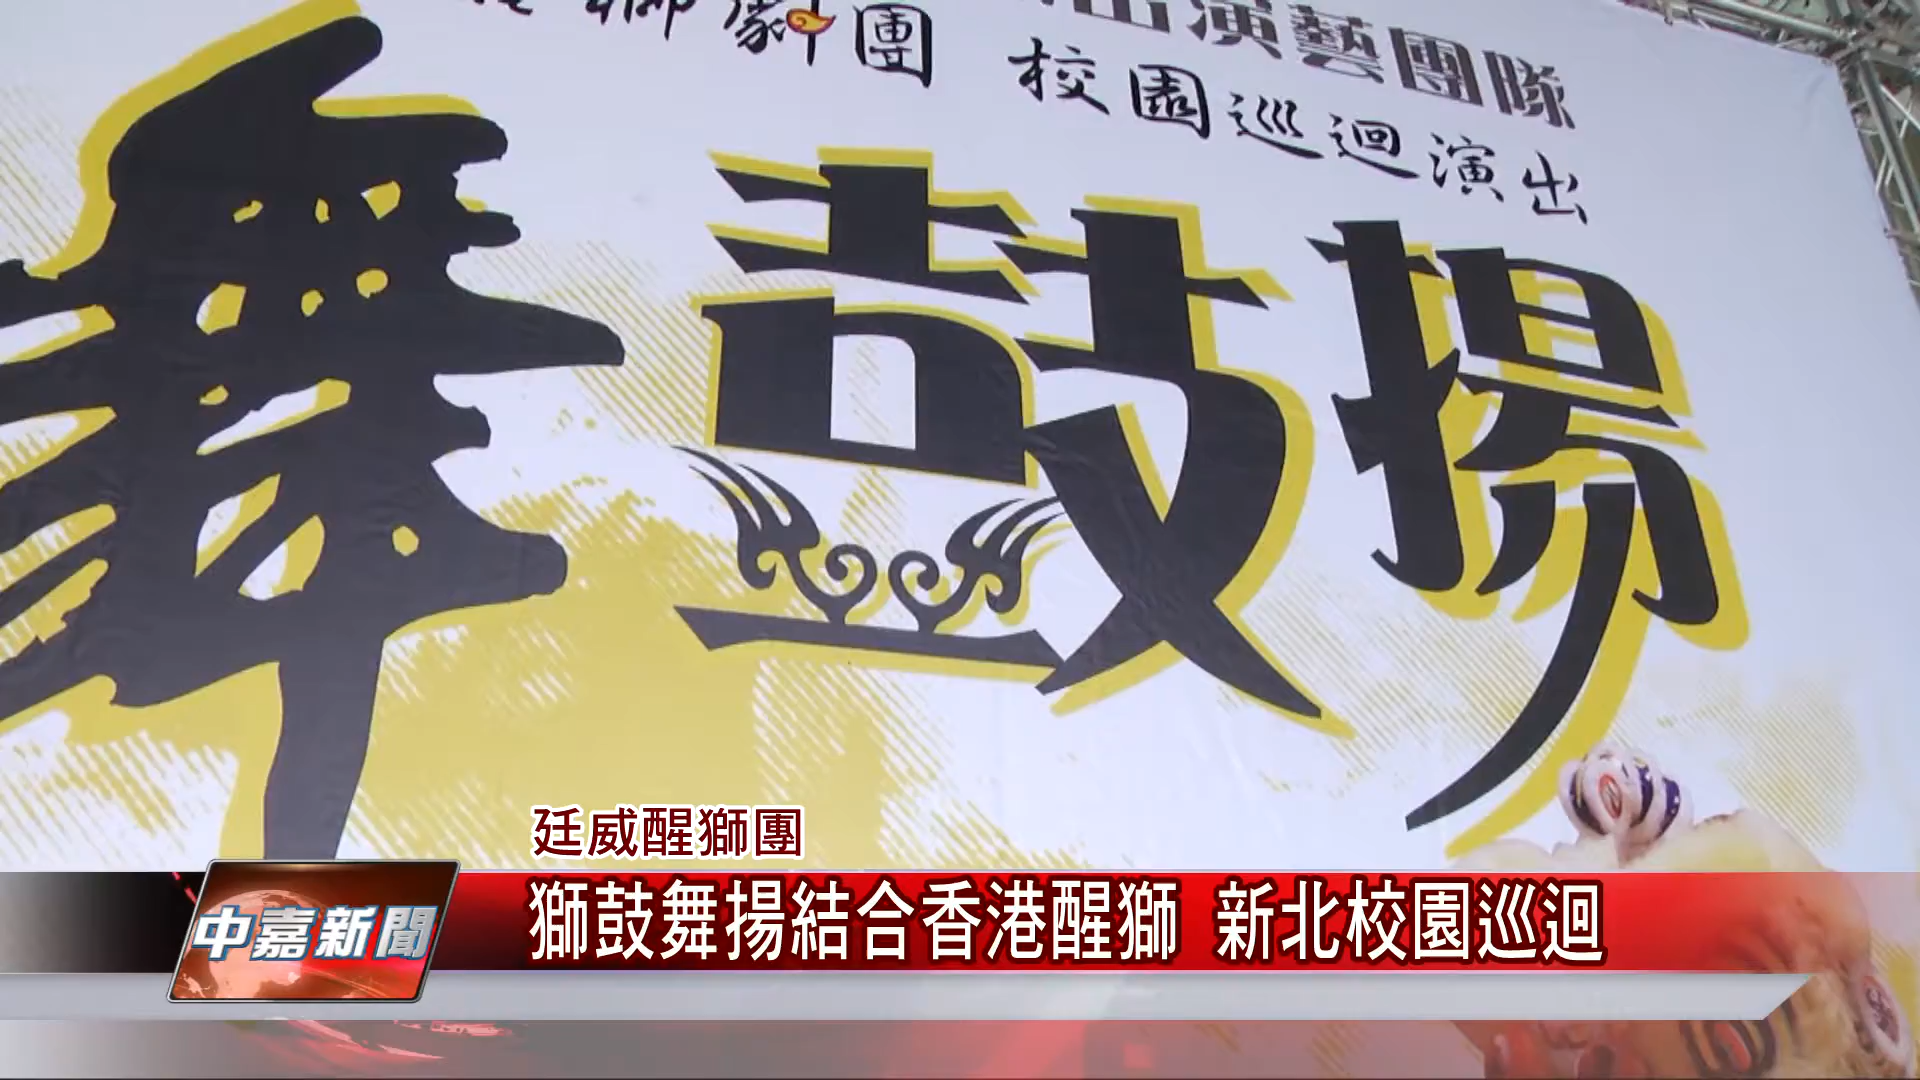 出演藝團隊
獅劇團 校園巡迴演出
舞鼓揚
廷威醒獅團
中嘉新聞
獅鼓舞揚結合香港醒獅 新北校園巡迴